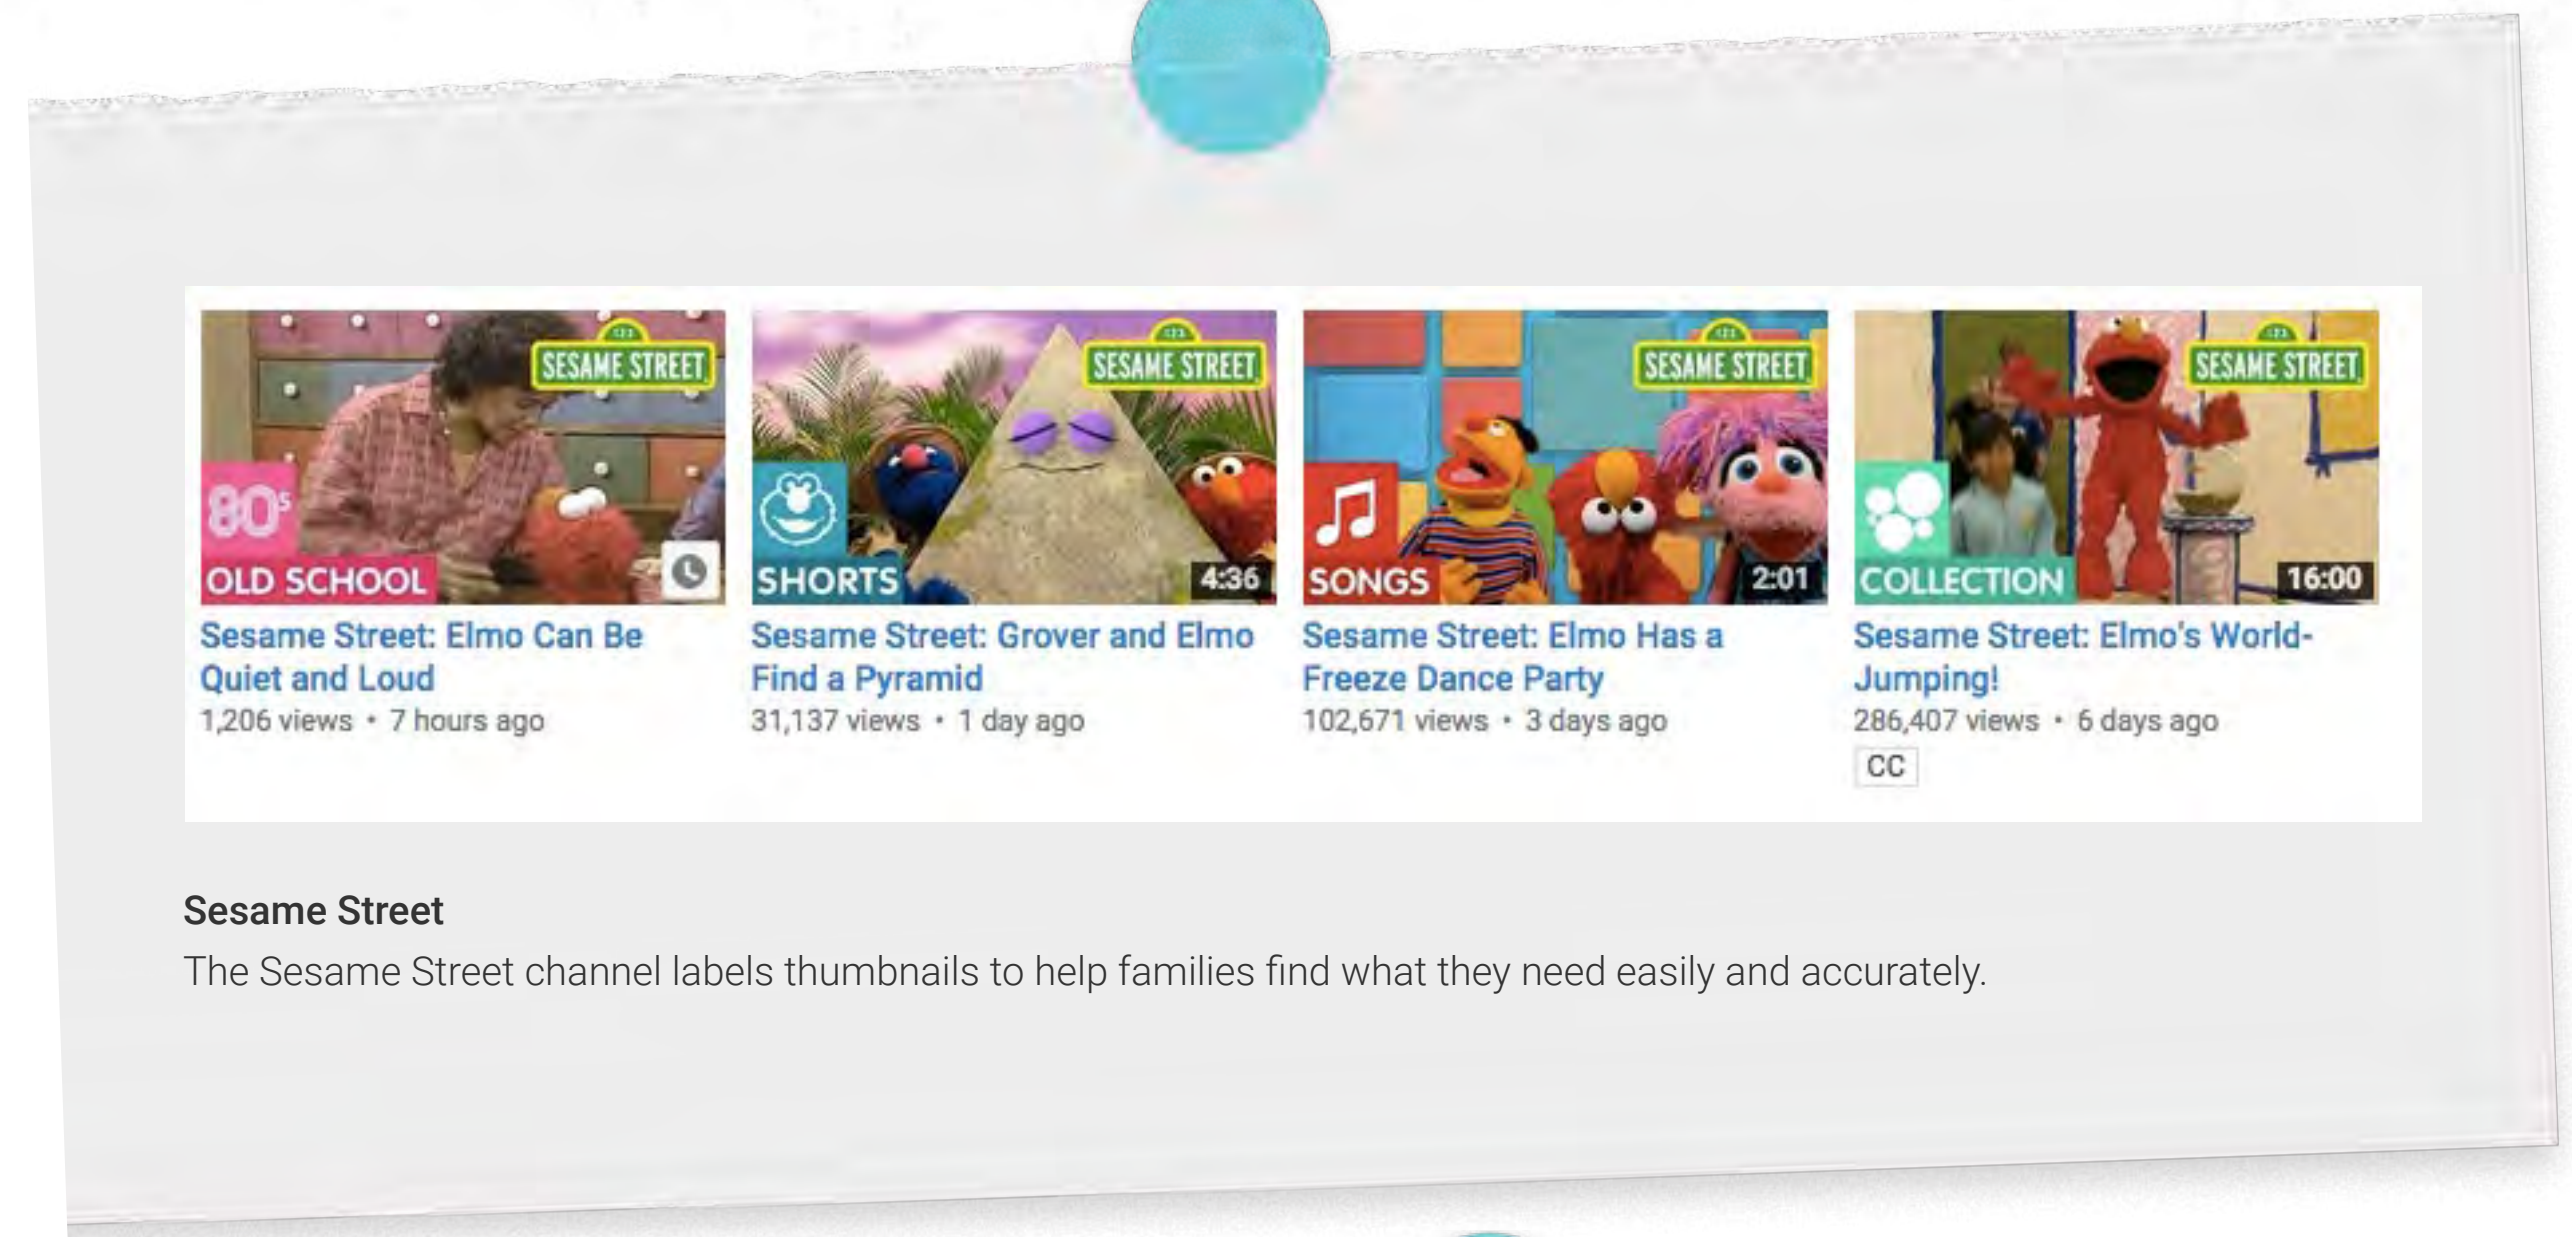 123
SESAME STREET
80s
OLD SCHOOL
Sesame Street: Elmo Can Be
Quiet and Loud
1,206 views • 7 hours ago
123
SESAME STREET
SHORTS
4:36
Sesame Street: Grover and Elmo
Find a Pyramid
31,137 views • 1 day ago
123
SESAME STREET
SONGS
2:01
Sesame Street: Elmo Has a
Freeze Dance Party
102,671 views • 3 days ago
123
SESAME STREET
COLLECTION
16:00
Sesame Street: Elmo's World-
Jumping!
286,407 views • 6 days ago
CC
Sesame Street
The Sesame Street channel labels thumbnails to help families find what they need easily and accurately.